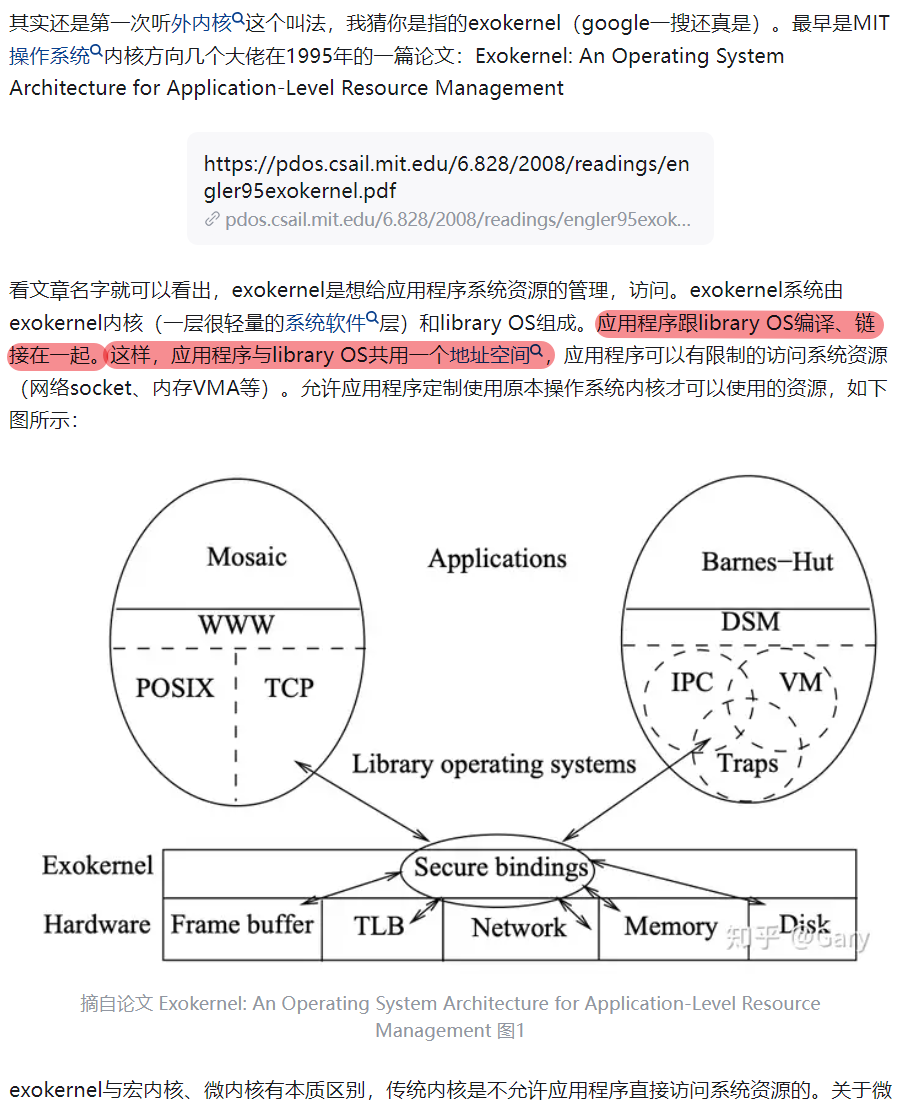 其实还是第一次听外内核这个叫法，我猜你是指的exokernel（google一搜还真是）。最早是MIT
操作系统内核方向几个大佬在1995年的一篇论文：Exokernel: An Operating System
Architecture for Application-Level Resource Management
https://pdos.csail.mit.edu/6.828/2008/readings/en
gler95exokernel.pdf
pdos.csail.mit.edu/6.828/2008/readings/engler95exok...
看文章名字就可以看出，exokernel是想给应用程序系统资源的管理，访问。exokernel系统由
exokernel内核（一层很轻量的系统软件层）和library OS组成。应用程序跟library OS编译、链
接在一起。这样，应用程序与library OS共用一个地址空间，应用程序可以有限制的访问系统资源
（网络socket、内存VMA等）。允许应用程序定制使用原本操作系统内核才可以使用的资源，如下
图所示：
Mosaic
Applications
Barnes-Hut
WWW
DSM
POSIX
TCP
IPC
VM
Library operating systems
Traps
Exokernel
Secure bindings
Hardware
Frame buffer
TLB
Network
Memory
Disk
知乎 @Gary
摘自论文 Exokernel: An Operating System Architecture for Application-Level Resource
Management 图1
exokernel与宏内核、微内核有本质区别，传统内核是不允许应用程序直接访问系统资源的。关于微